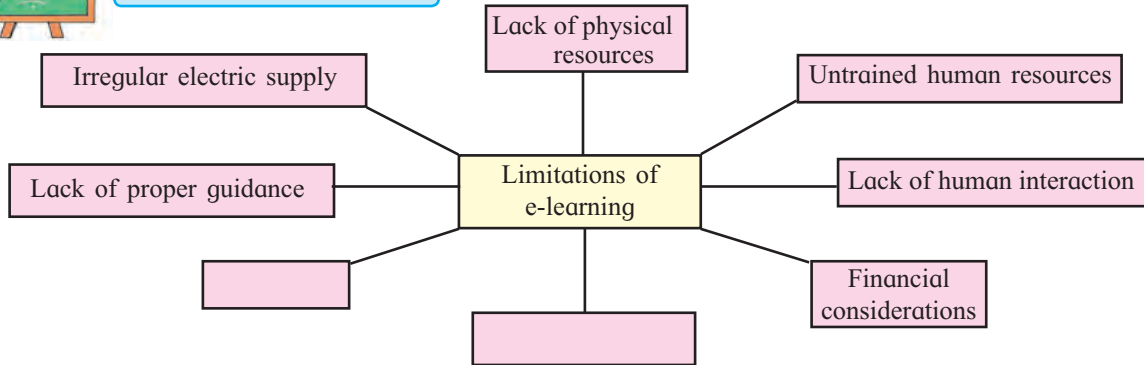 Lack of physical
resources
Irregular electric supply
Untrained human resources
Lack of proper guidance
Limitations of
e-learning
Lack of human interaction
Financial
considerations